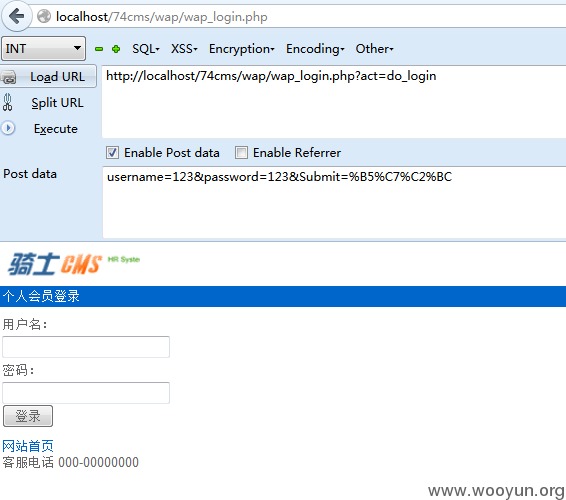 localhost/74cms/wap/wap_login.php
INT SQL XSS Encryption Encoding Other
Load URL http://localhost/74cms/wap/wap_login.php?act=do_login
Split URL
Execute
Enable Post data Enable Referrer
Post data username=123&password=123&Submit=%B5%C7%C2%BC
骑士CMS HR System
个人会员登录
用户名：
密码：
登录
网站首页
客服电话 000-00000000
www.wooyun.org